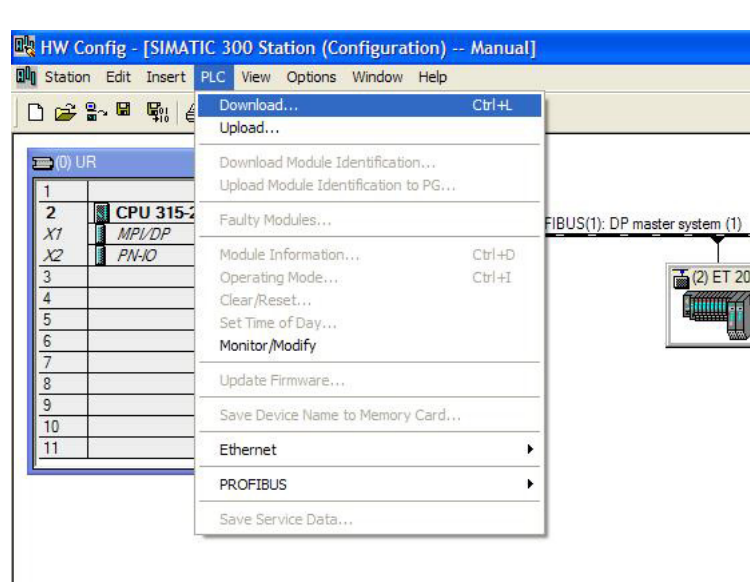 HW Config - [SIMATIC 300 Station (Configuration) -- Manual]
Station Edit Insert PLC View Options Window Help
Download... Ctrl+L
Upload...
Download Module Identification...
Upload Module Identification to PG...
Faulty Modules...
Module Information... Ctrl+D
Operating Mode... Ctrl+I
Clear/Reset...
Set Time of Day...
Monitor/Modify
Update Firmware...
Save Device Name to Memory Card...
Ethernet
PROFIBUS
Save Service Data...
(0) UR
1
2 CPU 315-2
X1 MPI/DP
X2 PN-IO
3
4
5
6
7
8
9
10
11
FIBUS(1): DP master system (1)
(2) ET 20